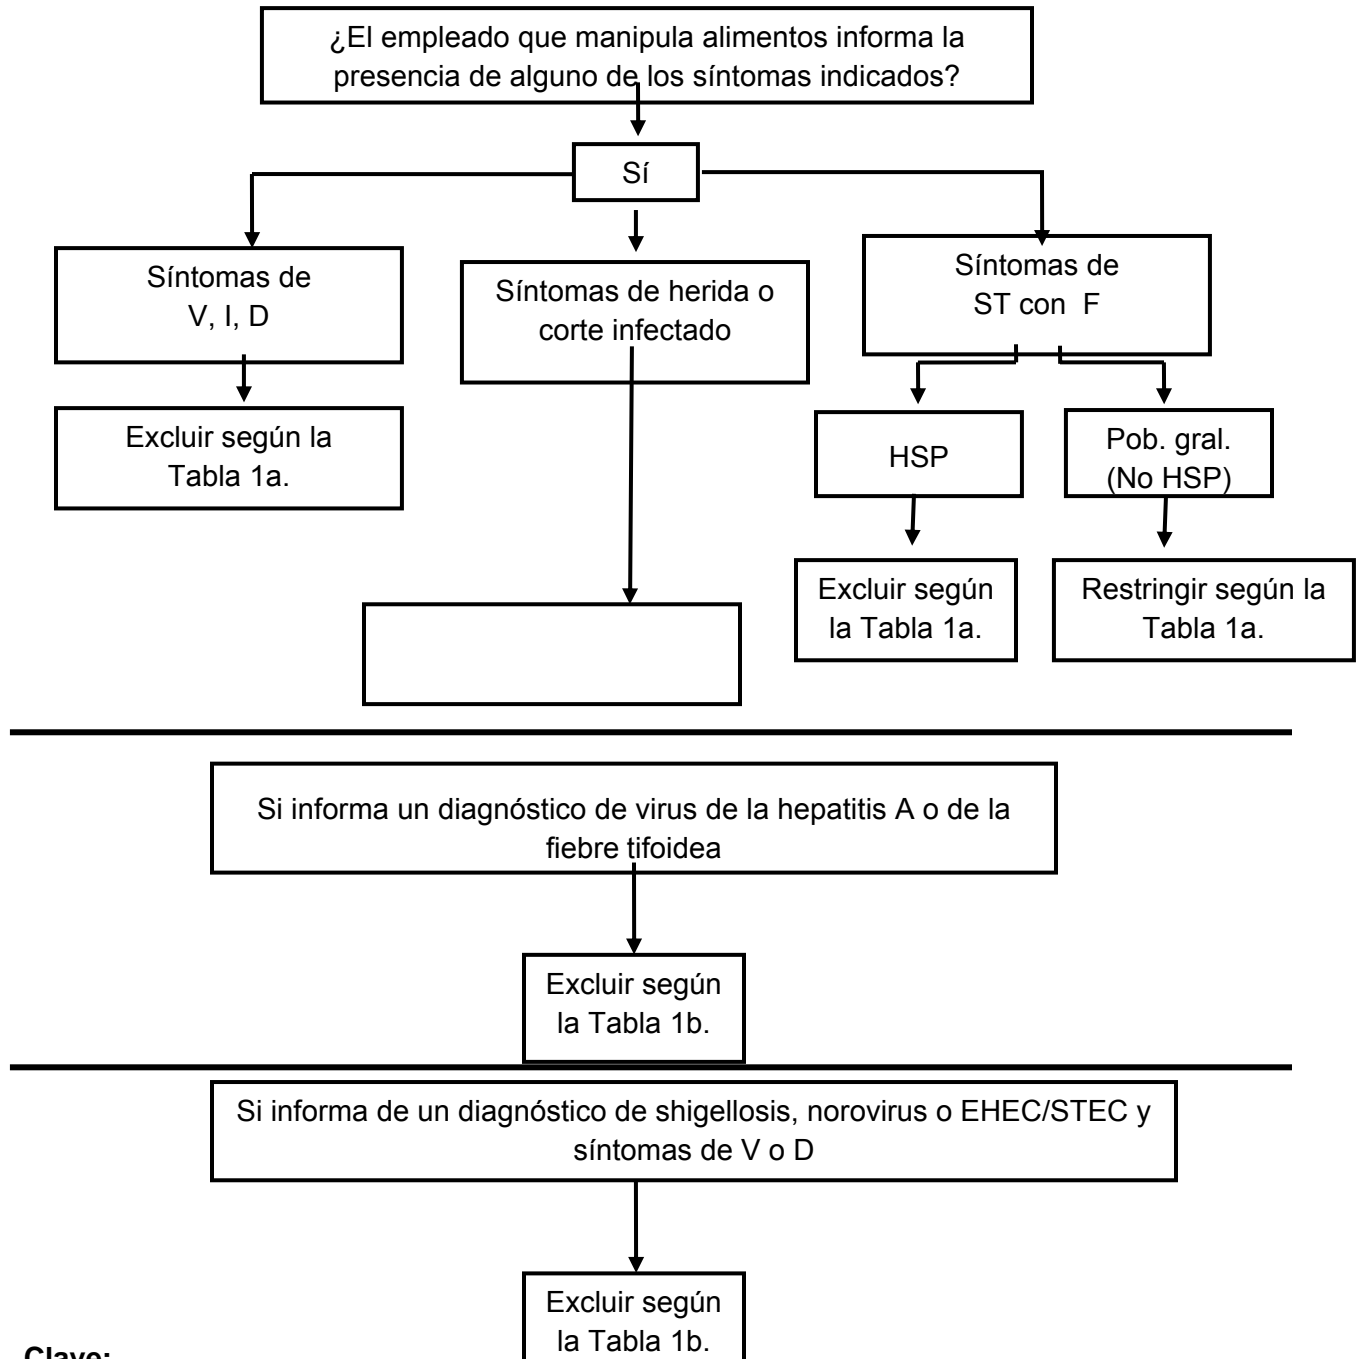 ¿El empleado que manipula alimentos informa la
presencia de alguno de los síntomas indicados?
Sí
Síntomas de
V, I, D
Síntomas de herida o
corte infectado
Síntomas de
ST con F
Excluir según la
Tabla 1a.
HSP
Pob. gral.
(No HSP)
Excluir según
la Tabla 1a.
Restringir según la
Tabla 1a.
Si informa un diagnóstico de virus de la hepatitis A o de la
fiebre tifoidea
Excluir según
la Tabla 1b.
Si informa de un diagnóstico de shigellosis, norovirus o EHEC/STEC y
síntomas de V o D
Excluir según
la Tabla 1b.
Clave: